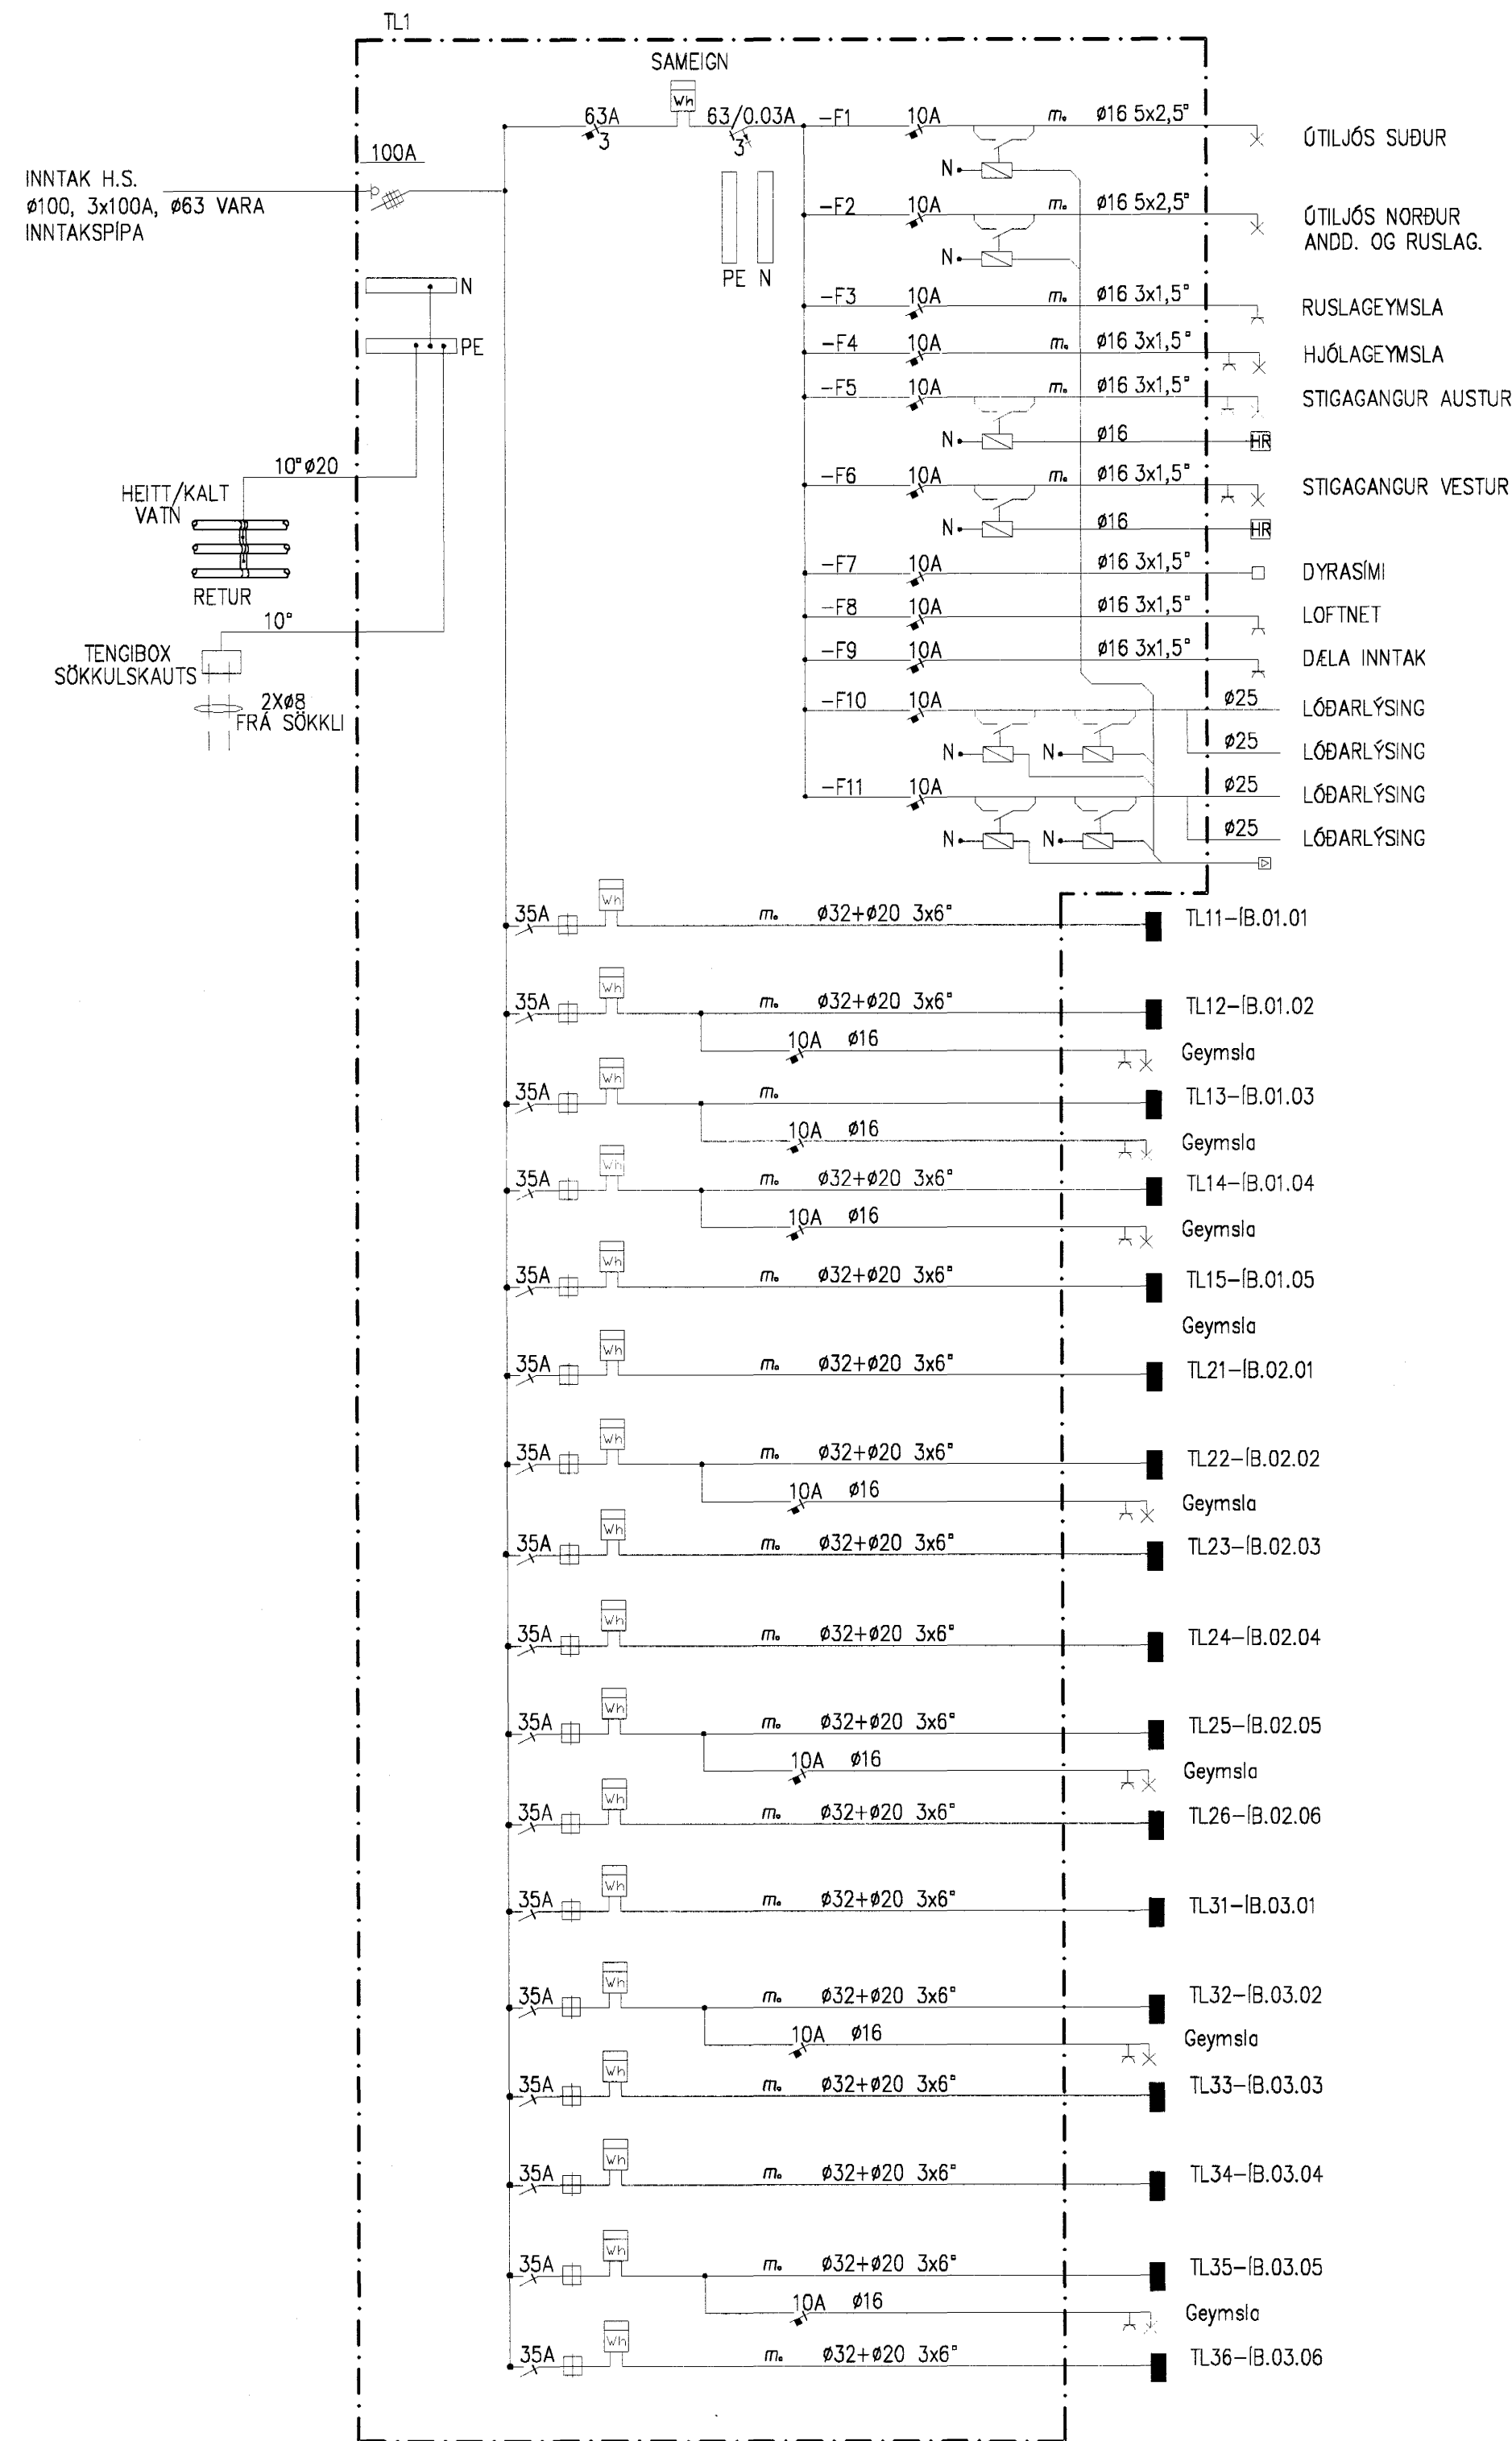 TL1
SAMEIGN
Wh
63A
3
63/0.03A
3
PE N
100A
INNTAK H.S.
ø100, 3x100A, ø63 VARA
INNTAKSPÍPA
N
PE
10▫ø20
HEITT/KALT
VATN
RETUR
10▫
TENGIBOX
SÖKKULSKAUTS
2Xø8
FRÁ SÖKKLI
-F1 10A m. ø16 5x2,5▫ ÚTILJÓS SUÐUR
N
-F2 10A m. ø16 5x2,5▫ ÚTILJÓS NORÐUR
ANDD. OG RUSLAG.
N
-F3 10A m. ø16 3x1,5▫ RUSLAGEYMSLA
-F4 10A m. ø16 3x1,5▫ HJÓLAGEYMSLA
-F5 10A m. ø16 3x1,5▫ STIGAGANGUR AUSTUR
N ø16 HR
-F6 10A m. ø16 3x1,5▫ STIGAGANGUR VESTUR
N ø16 HR
-F7 10A ø16 3x1,5▫ DYRASÍMI
-F8 10A ø16 3x1,5▫ LOFTNET
-F9 10A ø16 3x1,5▫ DÆLA INNTAK
-F10 10A ø25 LÓÐARLÝSING
N N ø25 LÓÐARLÝSING
-F11 10A ø25 LÓÐARLÝSING
N N ø25 LÓÐARLÝSING
35A Wh m. ø32+ø20 3x6▫ TL11-ÍB.01.01
35A Wh m. ø32+ø20 3x6▫ TL12-ÍB.01.02
10A ø16 Geymsla
35A Wh m. TL13-ÍB.01.03
10A ø16 Geymsla
35A Wh m. ø32+ø20 3x6▫ TL14-ÍB.01.04
10A ø16 Geymsla
35A Wh m. ø32+ø20 3x6▫ TL15-ÍB.01.05
Geymsla
35A Wh m. ø32+ø20 3x6▫ TL21-ÍB.02.01
35A Wh m. ø32+ø20 3x6▫ TL22-ÍB.02.02
10A ø16 Geymsla
35A Wh m. ø32+ø20 3x6▫ TL23-ÍB.02.03
35A Wh m. ø32+ø20 3x6▫ TL24-ÍB.02.04
35A Wh m. ø32+ø20 3x6▫ TL25-ÍB.02.05
10A ø16 Geymsla
35A Wh m. ø32+ø20 3x6▫ TL26-ÍB.02.06
35A Wh m. ø32+ø20 3x6▫ TL31-ÍB.03.01
35A Wh m. ø32+ø20 3x6▫ TL32-ÍB.03.02
10A ø16 Geymsla
35A Wh m. ø32+ø20 3x6▫ TL33-ÍB.03.03
35A Wh m. ø32+ø20 3x6▫ TL34-ÍB.03.04
35A Wh m. ø32+ø20 3x6▫ TL35-ÍB.03.05
10A ø16 Geymsla
35A Wh m. ø32+ø20 3x6▫ TL36-ÍB.03.06